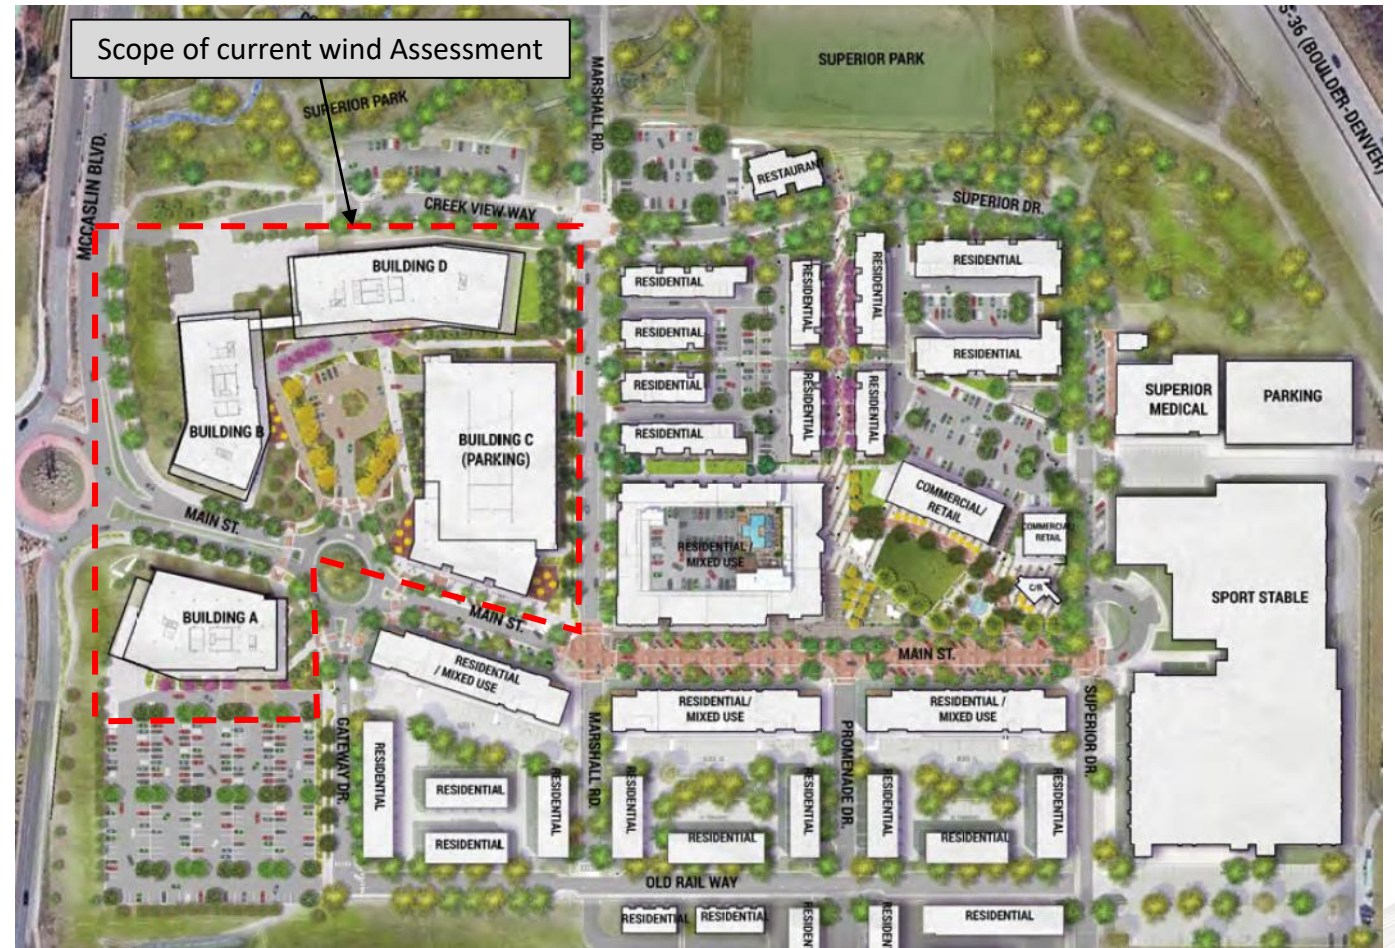 Scope of current wind Assessment
SUPERIOR PARK
SUPERIOR PARK
MARSHALL RD.
S-36 (BOULDER-DENVER)
MCCASLIN BLVD.
CREEK VIEW WAY
RESTAURANT
SUPERIOR DR.
BUILDING D
RESIDENTIAL
RESIDENTIAL
RESIDENTIAL
RESIDENTIAL
RESIDENTIAL
RESIDENTIAL
RESIDENTIAL
RESIDENTIAL
RESIDENTIAL
RESIDENTIAL
SUPERIOR
MEDICAL
PARKING
BUILDING B
BUILDING C
(PARKING)
COMMERCIAL/
RETAIL
COMMERCIAL
RETAIL
MAIN ST.
RESIDENTIAL /
MIXED USE
C/R
SPORT STABLE
BUILDING A
MAIN ST.
MAIN ST.
RESIDENTIAL
/ MIXED USE
RESIDENTIAL/
MIXED USE
RESIDENTIAL /
MIXED USE
GATEWAY DR.
MARSHALL RD.
PROMENADE DR.
SUPERIOR DR.
RESIDENTIAL
RESIDENTIAL
RESIDENTIAL
RESIDENTIAL
RESIDENTIAL
RESIDENTIAL
RESIDENTIAL
RESIDENTIAL
RESIDENTIAL
RESIDENTIAL
OLD RAIL WAY
RESIDENTIAL
RESIDENTIAL
RESIDEN
RESIDEN
RESIDEN
RESIDENTIAL